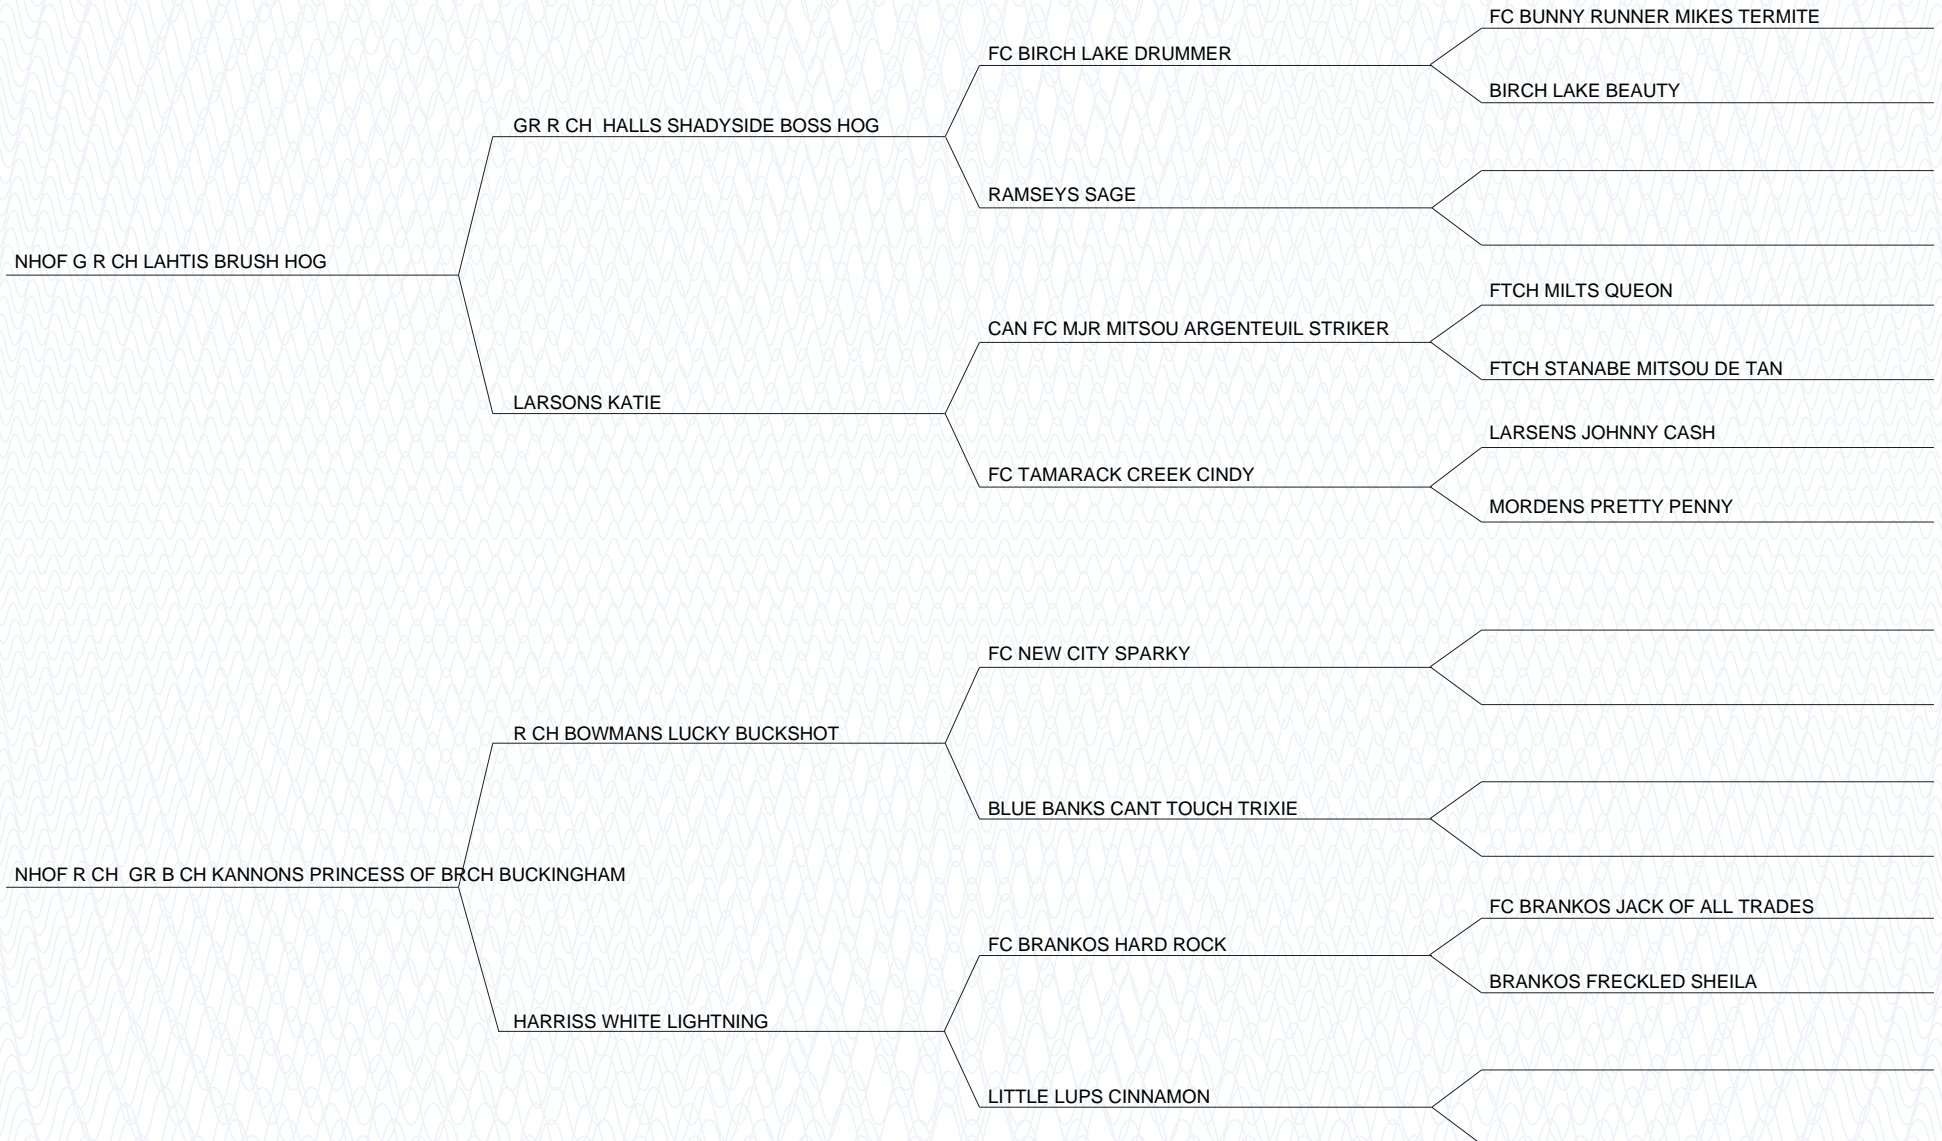 FC BUNNY RUNNER MIKES TERMITE
FC BIRCH LAKE DRUMMER
BIRCH LAKE BEAUTY
GR R CH  HALLS SHADYSIDE BOSS HOG
RAMSEYS SAGE
NHOF G R CH LAHTIS BRUSH HOG
FTCH MILTS QUEON
CAN FC MJR MITSOU ARGENTEUIL STRIKER
FTCH STANABE MITSOU DE TAN
LARSONS KATIE
LARSENS JOHNNY CASH
FC TAMARACK CREEK CINDY
MORDENS PRETTY PENNY
FC NEW CITY SPARKY
R CH BOWMANS LUCKY BUCKSHOT
BLUE BANKS CANT TOUCH TRIXIE
NHOF R CH  GR B CH KANNONS PRINCESS OF BRCH BUCKINGHAM
FC BRANKOS JACK OF ALL TRADES
FC BRANKOS HARD ROCK
BRANKOS FRECKLED SHEILA
HARRISS WHITE LIGHTNING
LITTLE LUPS CINNAMON